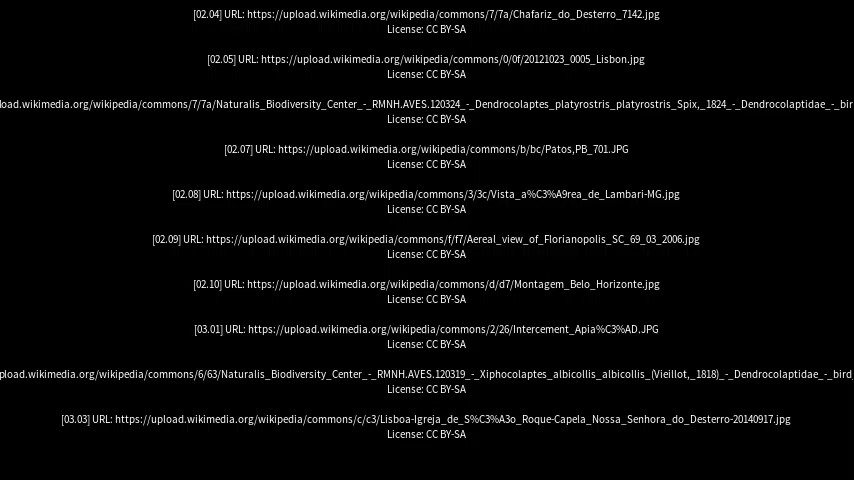 [02.04] URL: https://upload.wikimedia.org/wikipedia/commons/7/7a/Chafariz_do_Desterro_7142.jpg
License: CC BY-SA
[02.05] URL: https://upload.wikimedia.org/wikipedia/commons/0/0f/20121023_0005_Lisbon.jpg
License: CC BY-SA
load.wikimedia.org/wikipedia/commons/7/7a/Naturalis_Biodiversity_Center_-_RMNH.AVES.120324_-_Dendrocolaptes_platyrostris_platyrostris_Spix,_1824_-_Dendrocolaptidae_-_bir
License: CC BY-SA
[02.07] URL: https://upload.wikimedia.org/wikipedia/commons/b/bc/Patos,PB_701.JPG
License: CC BY-SA
[02.08] URL: https://upload.wikimedia.org/wikipedia/commons/3/3c/Vista_a%C3%A9rea_de_Lambari-MG.jpg
License: CC BY-SA
[02.09] URL: https://upload.wikimedia.org/wikipedia/commons/f/f7/Aereal_view_of_Florianopolis_SC_69_03_2006.jpg
License: CC BY-SA
[02.10] URL: https://upload.wikimedia.org/wikipedia/commons/d/d7/Montagem_Belo_Horizonte.jpg
License: CC BY-SA
[03.01] URL: https://upload.wikimedia.org/wikipedia/commons/2/26/Intercement_Apia%C3%AD.JPG
License: CC BY-SA
pload.wikimedia.org/wikipedia/commons/6/63/Naturalis_Biodiversity_Center_-_RMNH.AVES.120319_-_Xiphocolaptes_albicollis_albicollis_(Vieillot,_1818)_-_Dendrocolaptidae_-_bird_
License: CC BY-SA
[03.03] URL: https://upload.wikimedia.org/wikipedia/commons/c/c3/Lisboa-Igreja_de_S%C3%A3o_Roque-Capela_Nossa_Senhora_do_Desterro-20140917.jpg
License: CC BY-SA